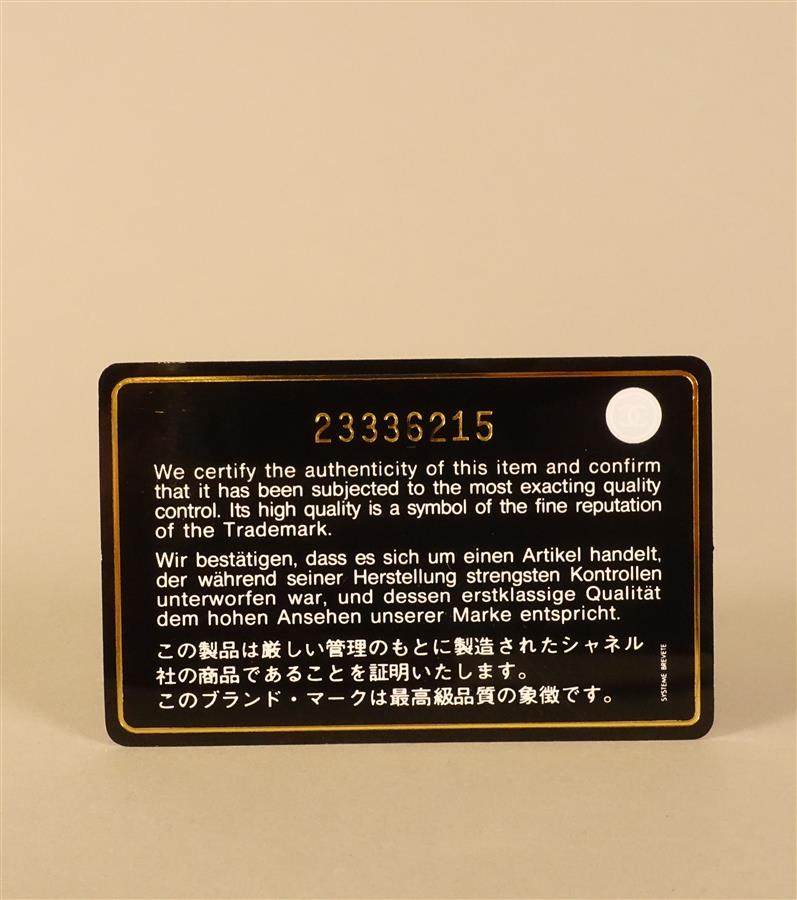 23336215
We certify the authenticity of this item and confirm
that it has been subjected to the most exacting quality
control. Its high quality is a symbol of the fine reputation
of the Trademark.
Wir bestätigen, dass es sich um einen Artikel handelt,
der während seiner Herstellung strengsten Kontrollen
unterworfen war, und dessen erstklassige Qualität
dem hohen Ansehen unserer Marke entspricht.
この製品は厳しい管理のもとに製造されたシャネル
社の商品であることを証明いたします。
このブランド・マークは最高級品質の象徴です。
SYSTEME BREVETE